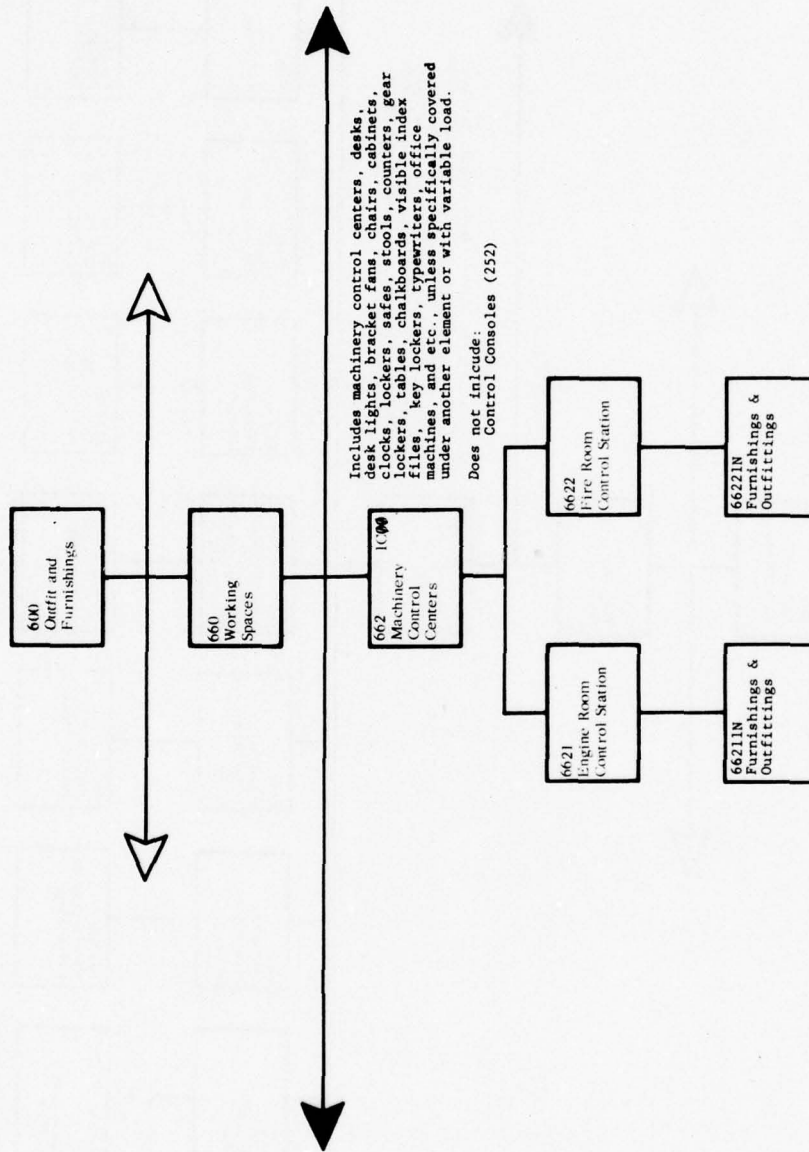 600
Outfit and
Furnishings
660
Working
Spaces
662 1C00
Machinery
Control
Centers
Includes machinery control centers, desks,
desk lights, bracket fans, chairs, cabinets,
clocks, lockers, safes, stools, counters, gear
lockers, tables, chalkboards, visible index
files, key lockers, typewriters, office
machines, and etc., unless specifically covered
under another element or with variable load.
Does not inlcude:
Control Consoles (252)
6621
Engine Room
Control Station
6622
Fire Room
Control Station
66211N
Furnishings &
Outfittings
66221N
Furnishings &
Outfittings